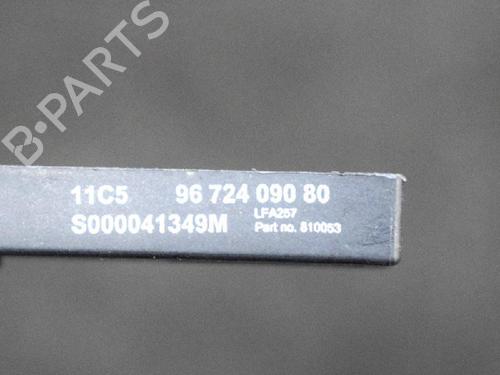 B-PARTS
11C5 96 724 090 80
S000041349M
LFA257
Part no. 810053